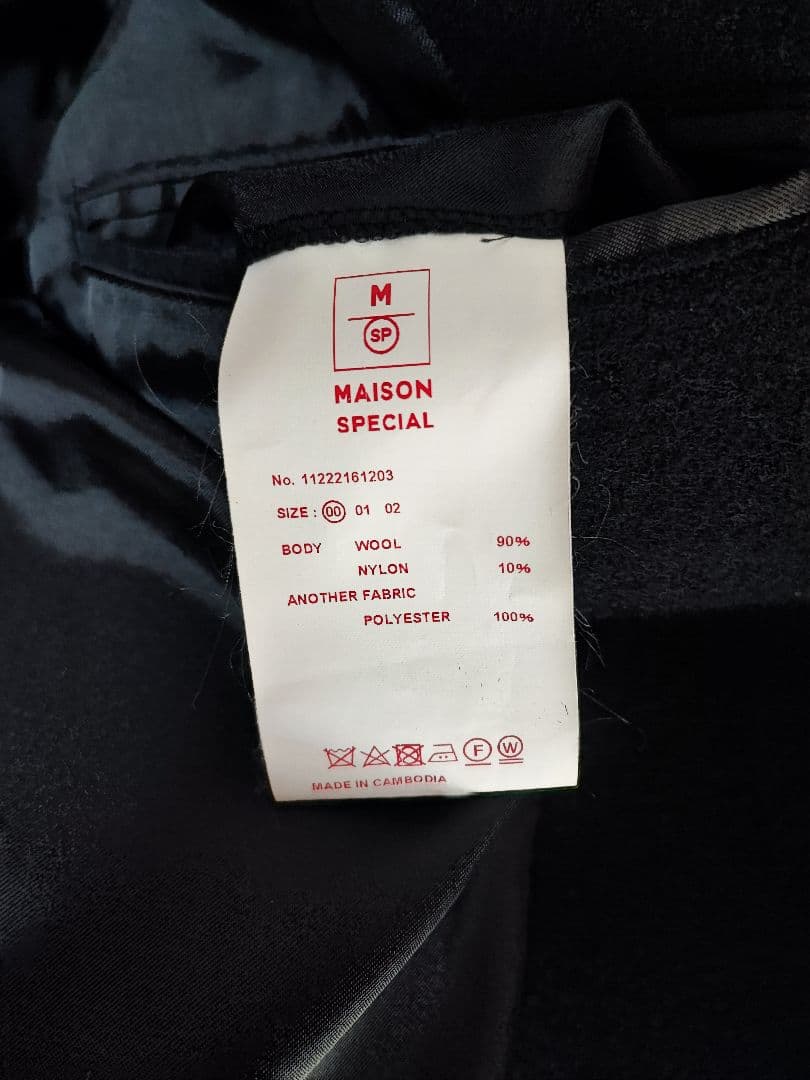 M
SP
MAISON
SPECIAL
No. 11222161203
SIZE : 00 01 02
BODY WOOL 90%
NYLON 10%
ANOTHER FABRIC
POLYESTER 100%
F W
MADE IN CAMBODIA